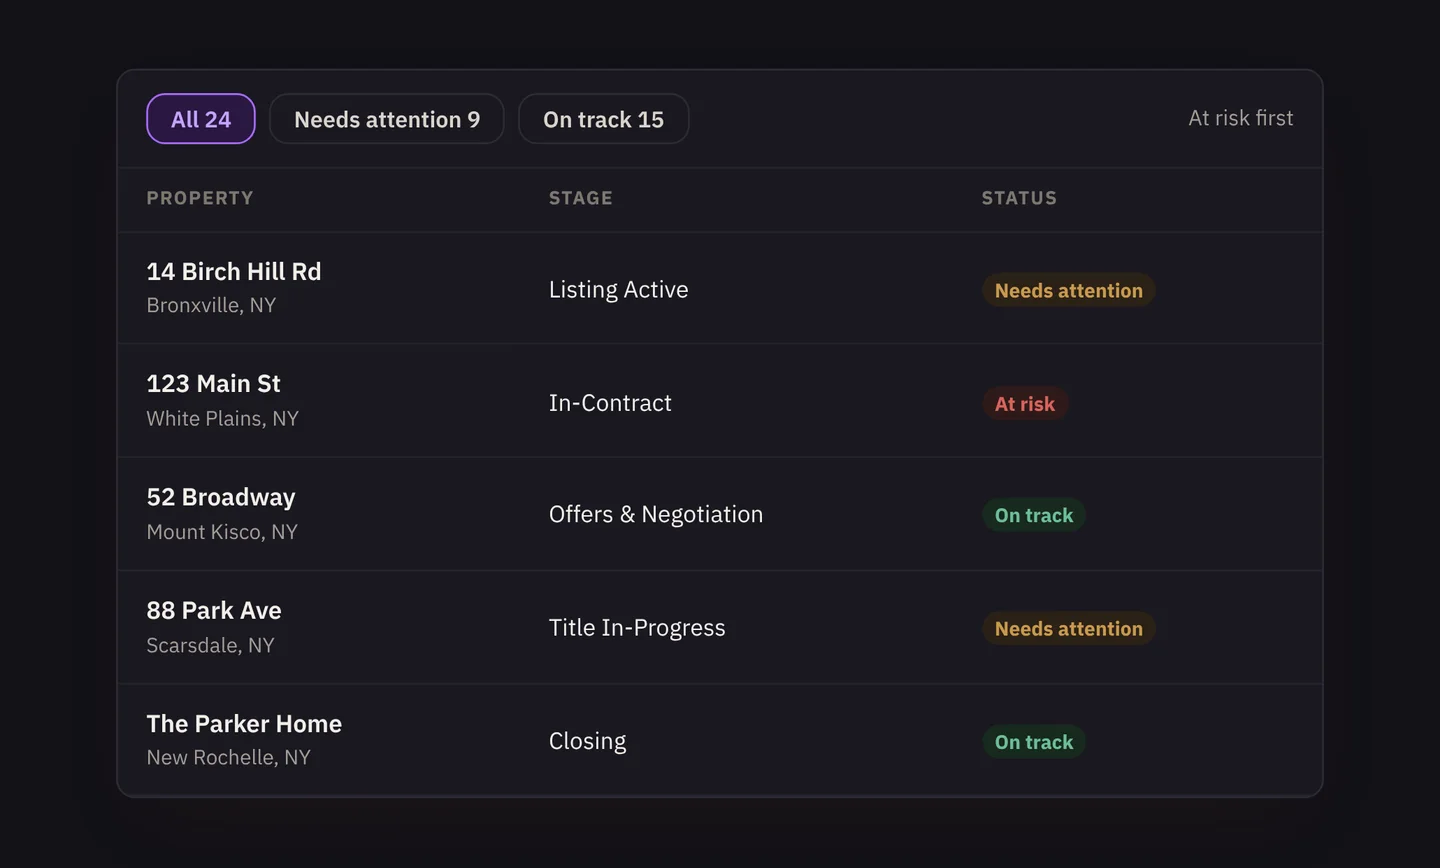 All 24
Needs attention 9
On track 15
At risk first
PROPERTY
STAGE
STATUS
14 Birch Hill Rd
Bronxville, NY
Listing Active
Needs attention
123 Main St
White Plains, NY
In-Contract
At risk
52 Broadway
Mount Kisco, NY
Offers & Negotiation
On track
88 Park Ave
Scarsdale, NY
Title In-Progress
Needs attention
The Parker Home
New Rochelle, NY
Closing
On track